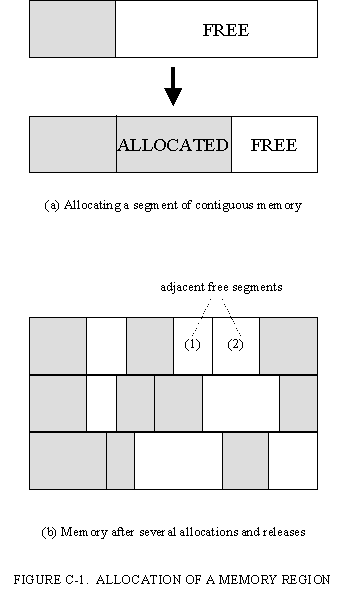 FREE
ALLOCATED FREE
(a) Allocating a segment of contiguous memory
adjacent free segments
(1) (2)
(b) Memory after several allocations and releases
FIGURE C-1. ALLOCATION OF A MEMORY REGION